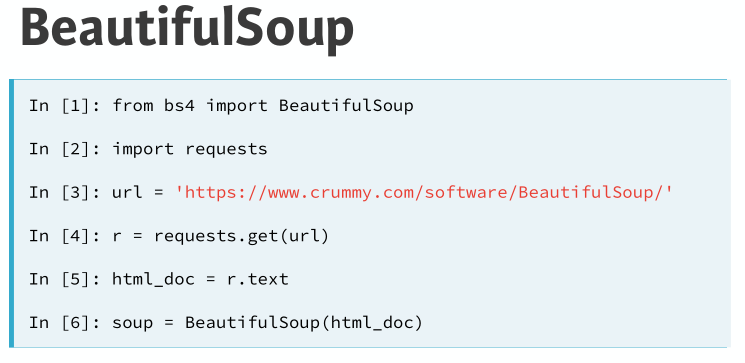 BeautifulSoup
In [1]: from bs4 import BeautifulSoup
In [2]: import requests
In [3]: url = 'https://www.crummy.com/software/BeautifulSoup/'
In [4]: r = requests.get(url)
In [5]: html_doc = r.text
In [6]: soup = BeautifulSoup(html_doc)